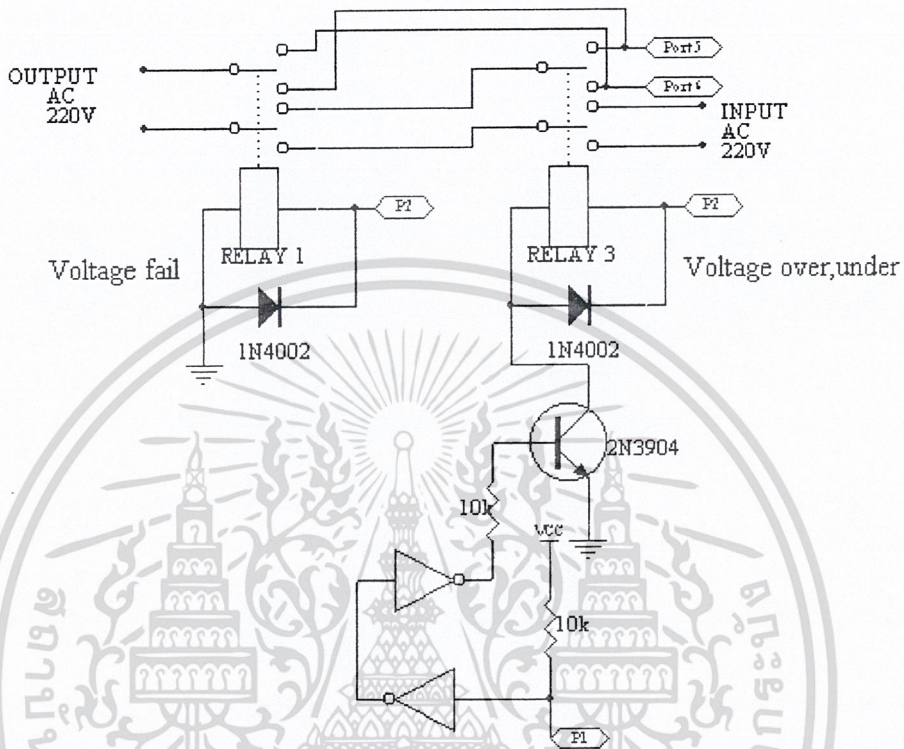 Port5
OUTPUT
AC
220V
Port6
INPUT
AC
220V
P2
P2
RELAY 1
RELAY 3
Voltage fail
Voltage over,under
1N4002
1N4002
2N3904
10k
VCC
10k
P1